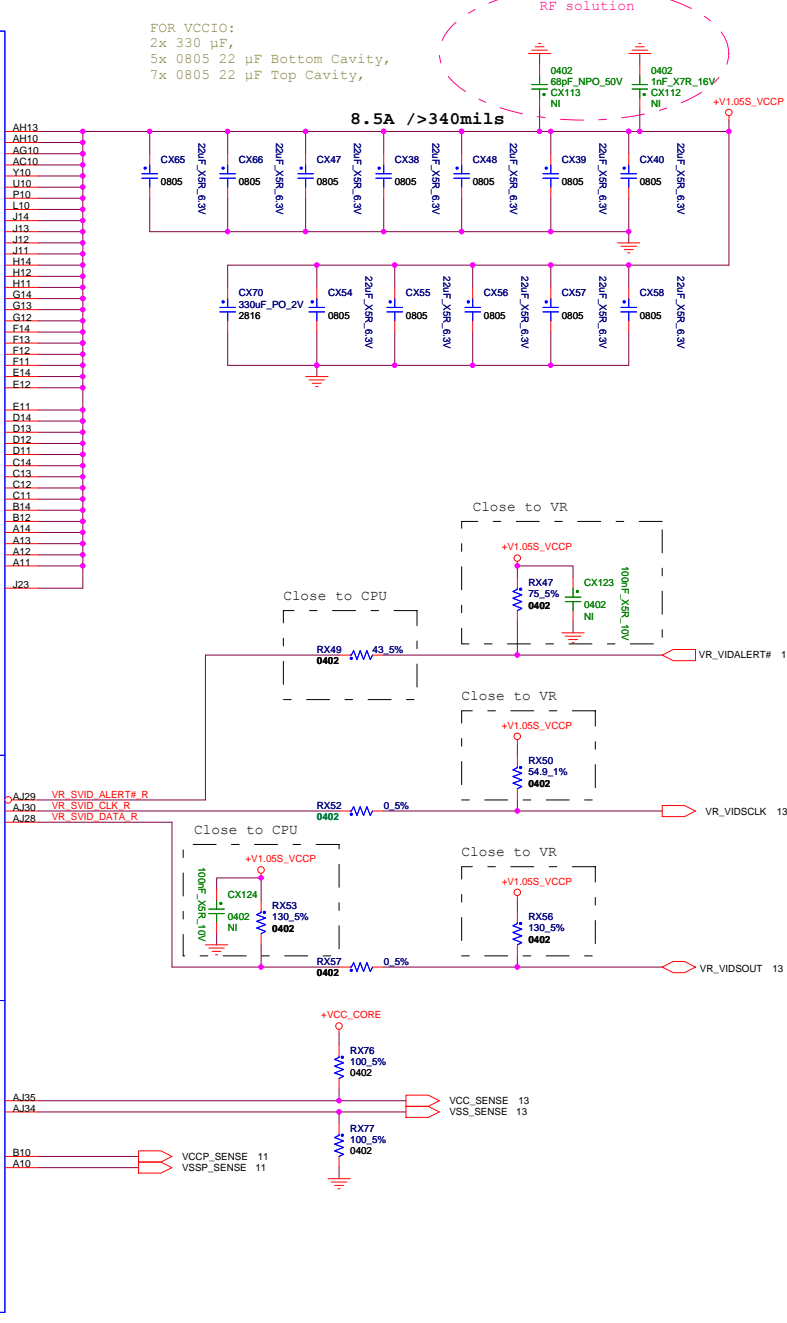 RF solution
FOR VCCIO:
2x 330 µF,
5x 0805 22 µF Bottom Cavity,
7x 0805 22 µF Top Cavity,
0402
68pF_NPO_50V
CX113
NI
0402
1nF_X7R_16V
CX112
NI
+V1.05S_VCCP
8.5A />340mils
AH13
AH10
AG10
AC10
Y10
U10
P10
L10
J14
J13
J12
J11
H14
H12
H11
G14
G13
G12
F14
F13
F12
F11
E14
E12
E11
D14
D13
D12
D11
C14
C13
C12
C11
B14
B12
A14
A13
A12
A11
J23
CX65
0805
22uF_X5R_6.3V
CX66
0805
22uF_X5R_6.3V
CX47
0805
22uF_X5R_6.3V
CX38
0805
22uF_X5R_6.3V
CX48
0805
22uF_X5R_6.3V
CX39
0805
22uF_X5R_6.3V
CX40
0805
22uF_X5R_6.3V
CX70
330uF_PO_2V
2816
CX54
0805
22uF_X5R_6.3V
CX55
0805
22uF_X5R_6.3V
CX56
0805
22uF_X5R_6.3V
CX57
0805
22uF_X5R_6.3V
CX58
0805
22uF_X5R_6.3V
Close to VR
+V1.05S_VCCP
RX47
75_5%
0402
CX123
0402
NI
100nF_X5R_10V
Close to CPU
RX49
0402
43_5%
VR_VIDALERT# 1
Close to VR
+V1.05S_VCCP
RX50
54.9_1%
0402
AJ29 VR_SVID_ALERT#_R
AJ30 VR_SVID_CLK_R
AJ28 VR_SVID_DATA_R
RX52
0402
0_5%
VR_VIDSCLK 13
Close to CPU
+V1.05S_VCCP
CX124
0402
NI
100nF_X5R_10V
RX53
130_5%
0402
Close to VR
+V1.05S_VCCP
RX56
130_5%
0402
RX57
0402
0_5%
VR_VIDSOUT 13
+VCC_CORE
RX76
100_5%
0402
AJ35
AJ34
VCC_SENSE 13
VSS_SENSE 13
RX77
100_5%
0402
B10
A10
VCCP_SENSE 11
VSSP_SENSE 11